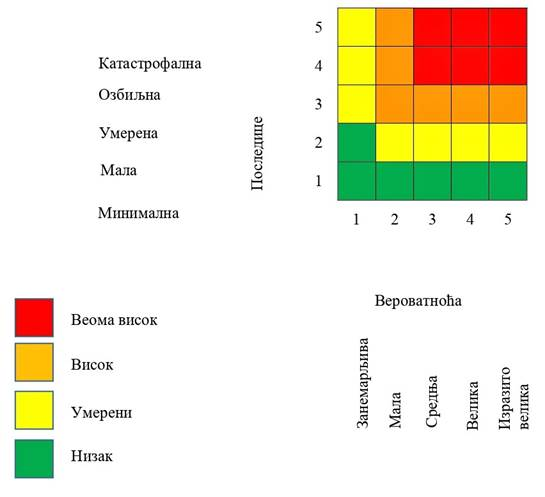 5
Катастрофална
4
Озбиљна
3
Умерена
2
Мала
1
Минимална
Последице
1 2 3 4 5
Вероватноћа
Занемарљива
Мала
Средња
Велика
Изразито
велика
Веома висок
Висок
Умерени
Низак